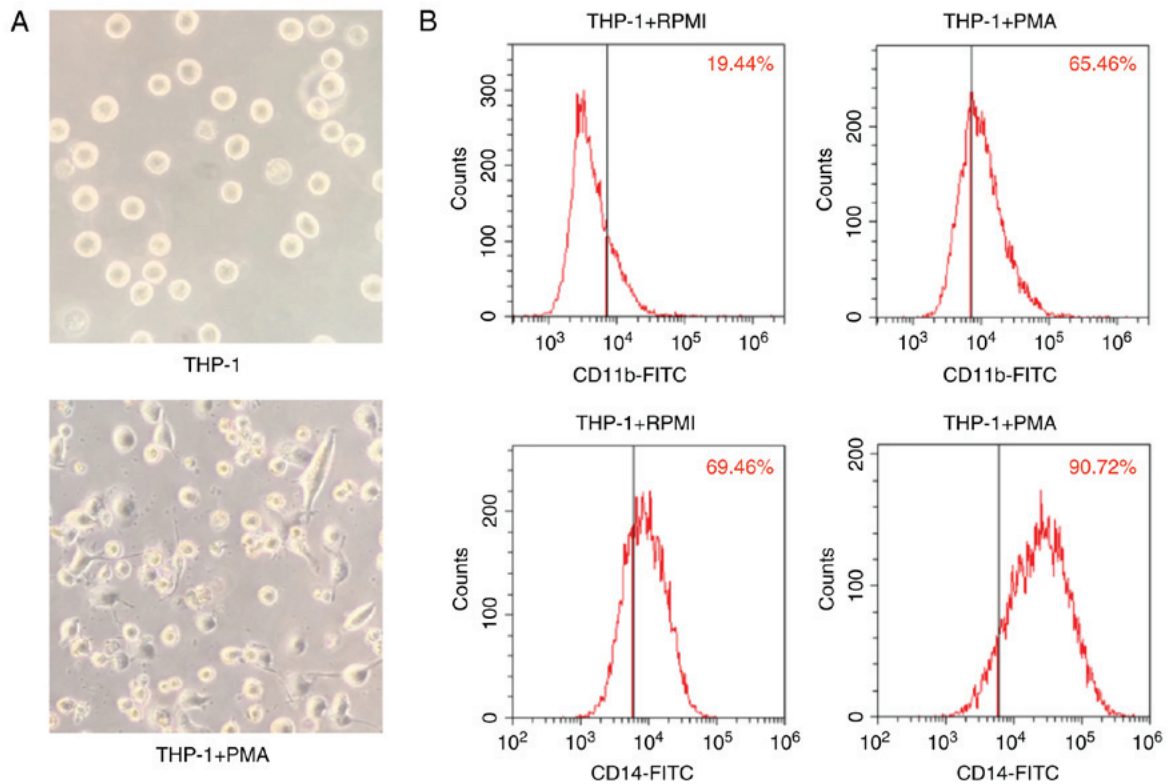 A
THP-1
THP-1+PMA
B
THP-1+RPMI
19.44%
Counts
300
200
100
0
10³ 10⁴ 10⁵ 10⁶
CD11b-FITC
THP-1+PMA
65.46%
Counts
200
100
0
10³ 10⁴ 10⁵ 10⁶
CD11b-FITC
THP-1+RPMI
69.46%
Counts
200
100
0
10² 10³ 10⁴ 10⁵ 10⁶
CD14-FITC
THP-1+PMA
90.72%
Counts
200
100
0
10² 10³ 10⁴ 10⁵ 10⁶
CD14-FITC